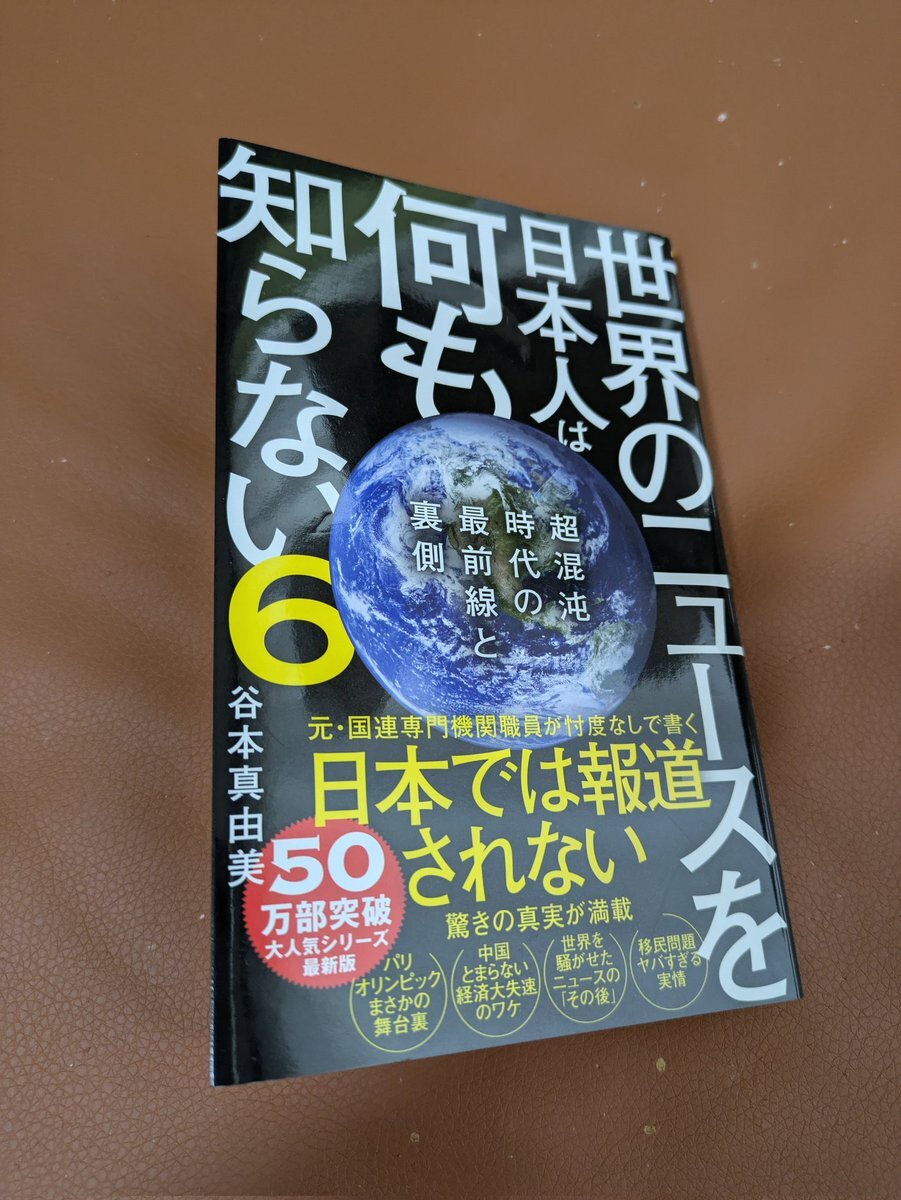 世界のニュースを
日本人は
何も
知らない
6
超混沌
時代の
最前線と
裏側
谷本真由美
元・国連専門機関職員が忖度なしで書く
日本では報道
されない
驚きの真実が満載
50
万部突破
大人気シリーズ
最新版
パリ
オリンピック
まさかの
舞台裏
中国
とまらない
経済大失速
のワケ
世界を
騒がせた
ニュースの
「その後」
移民問題
ヤバすぎる
実情